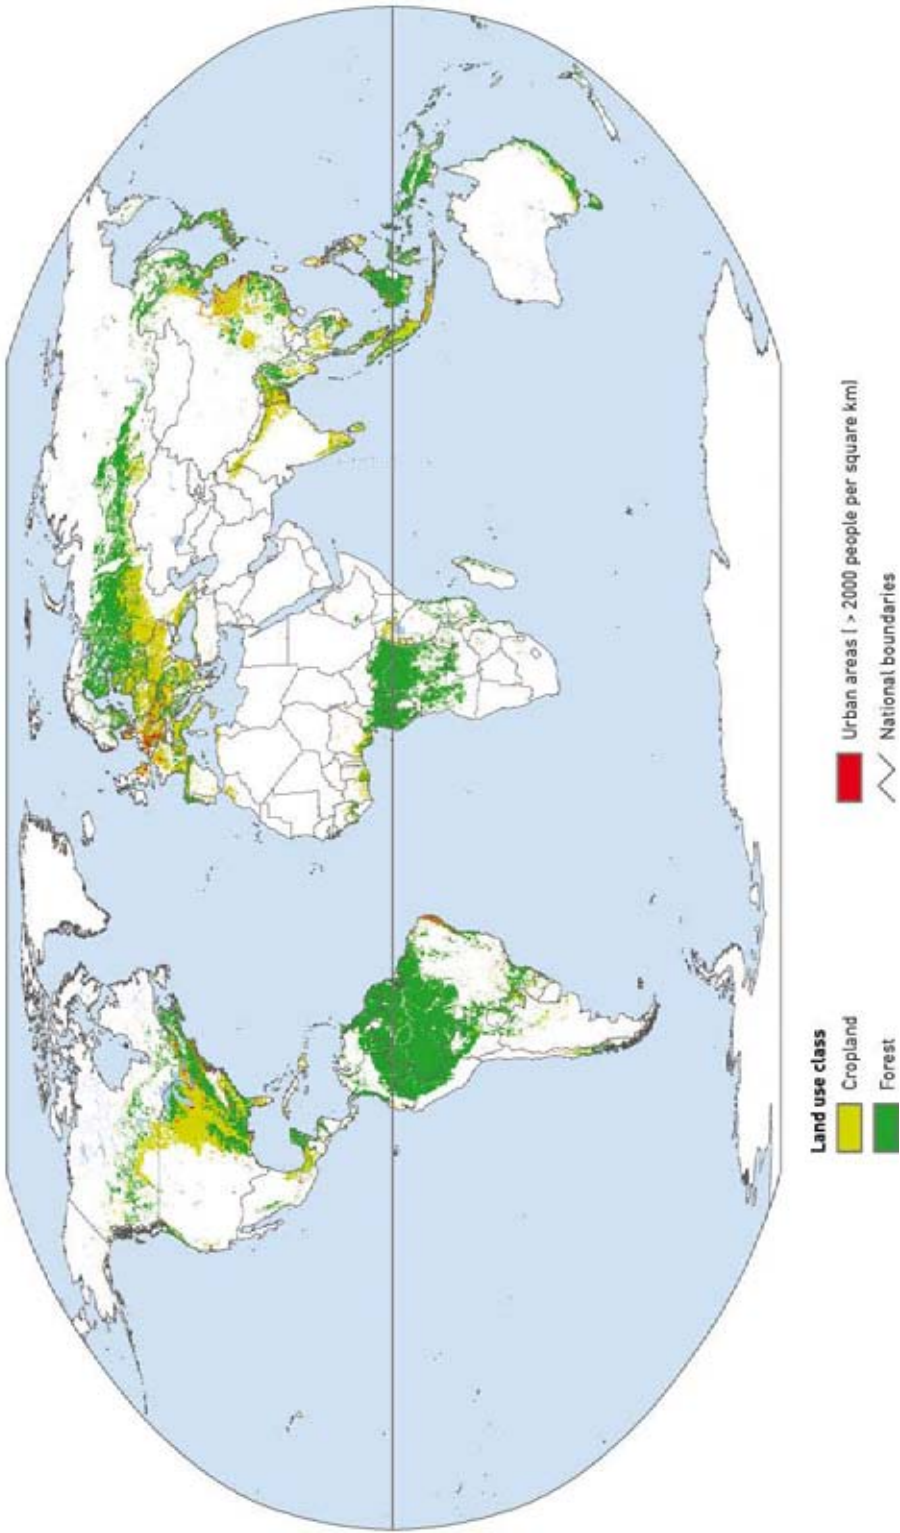 Land use class
Cropland
Forest
Urban areas ( > 2000 people per square km)
National boundaries